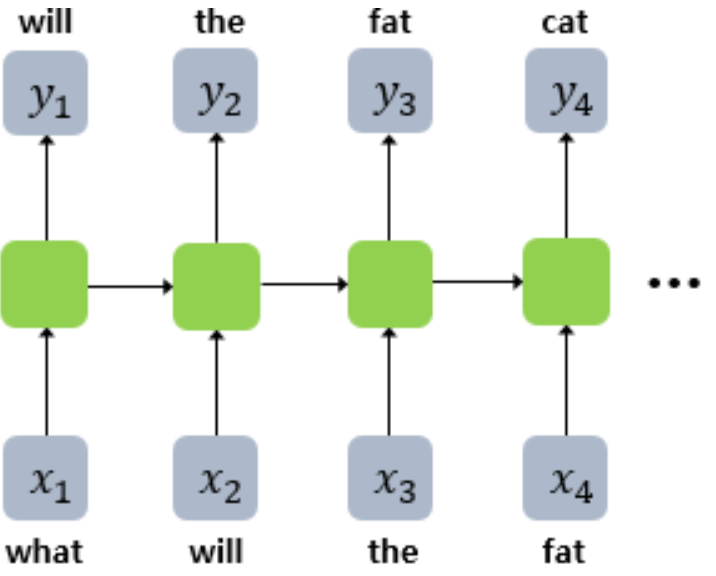 will the fat cat
y₁ y₂ y₃ y₄
...
x₁ x₂ x₃ x₄
what will the fat